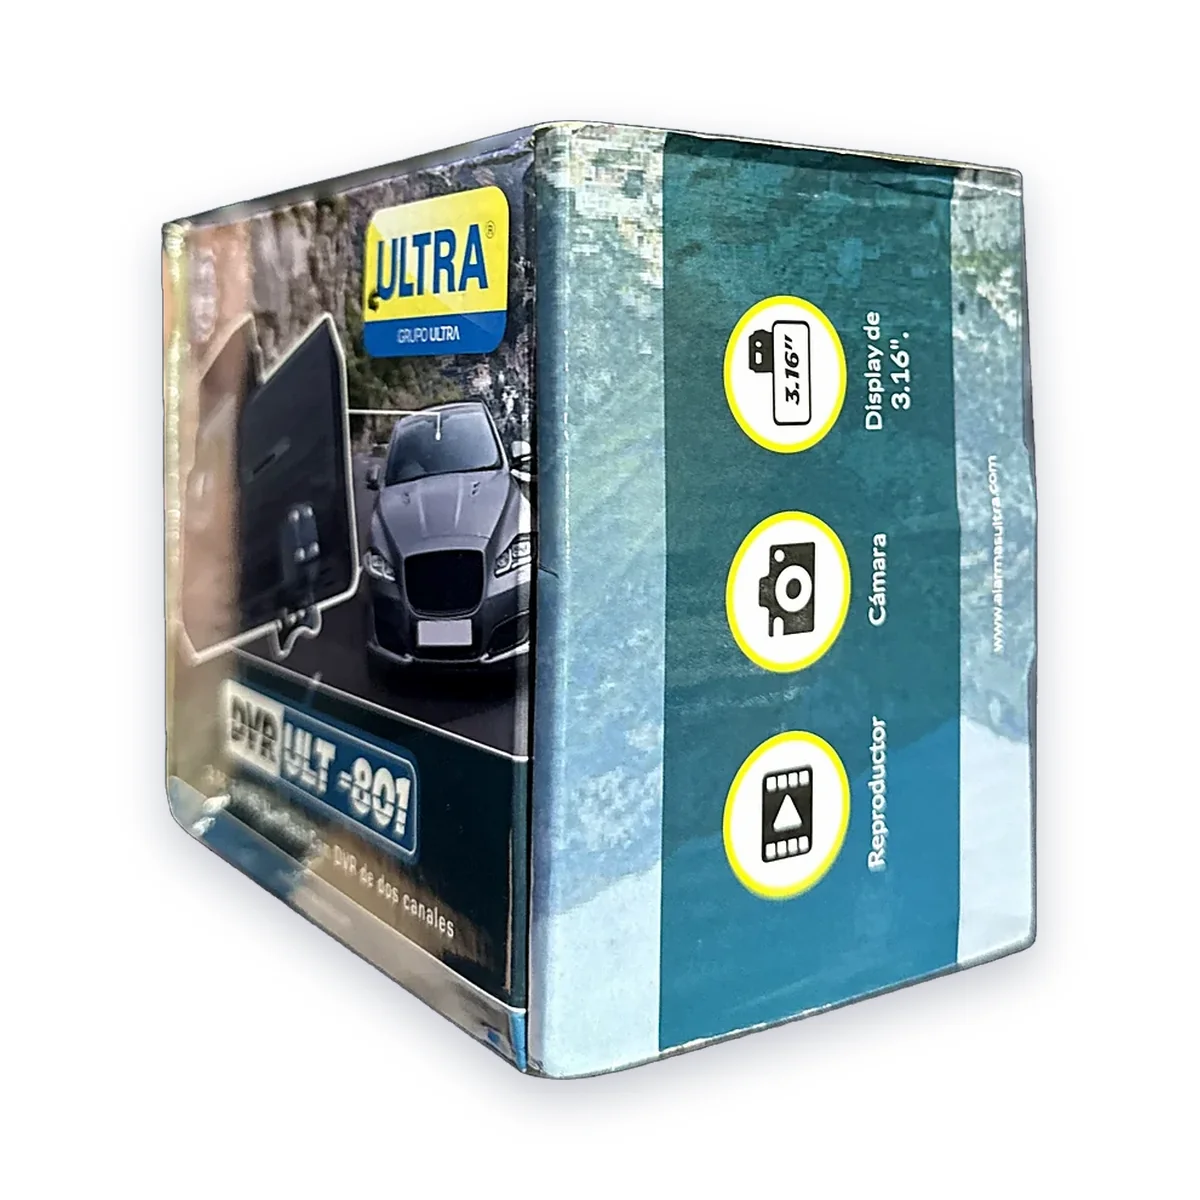 ULTRA®
GRUPO ULTRA
DVR ULT -801
DVR de dos canales
3.16"
Display de
3.16".
Cámara
Reproductor
www.alarmasultra.com